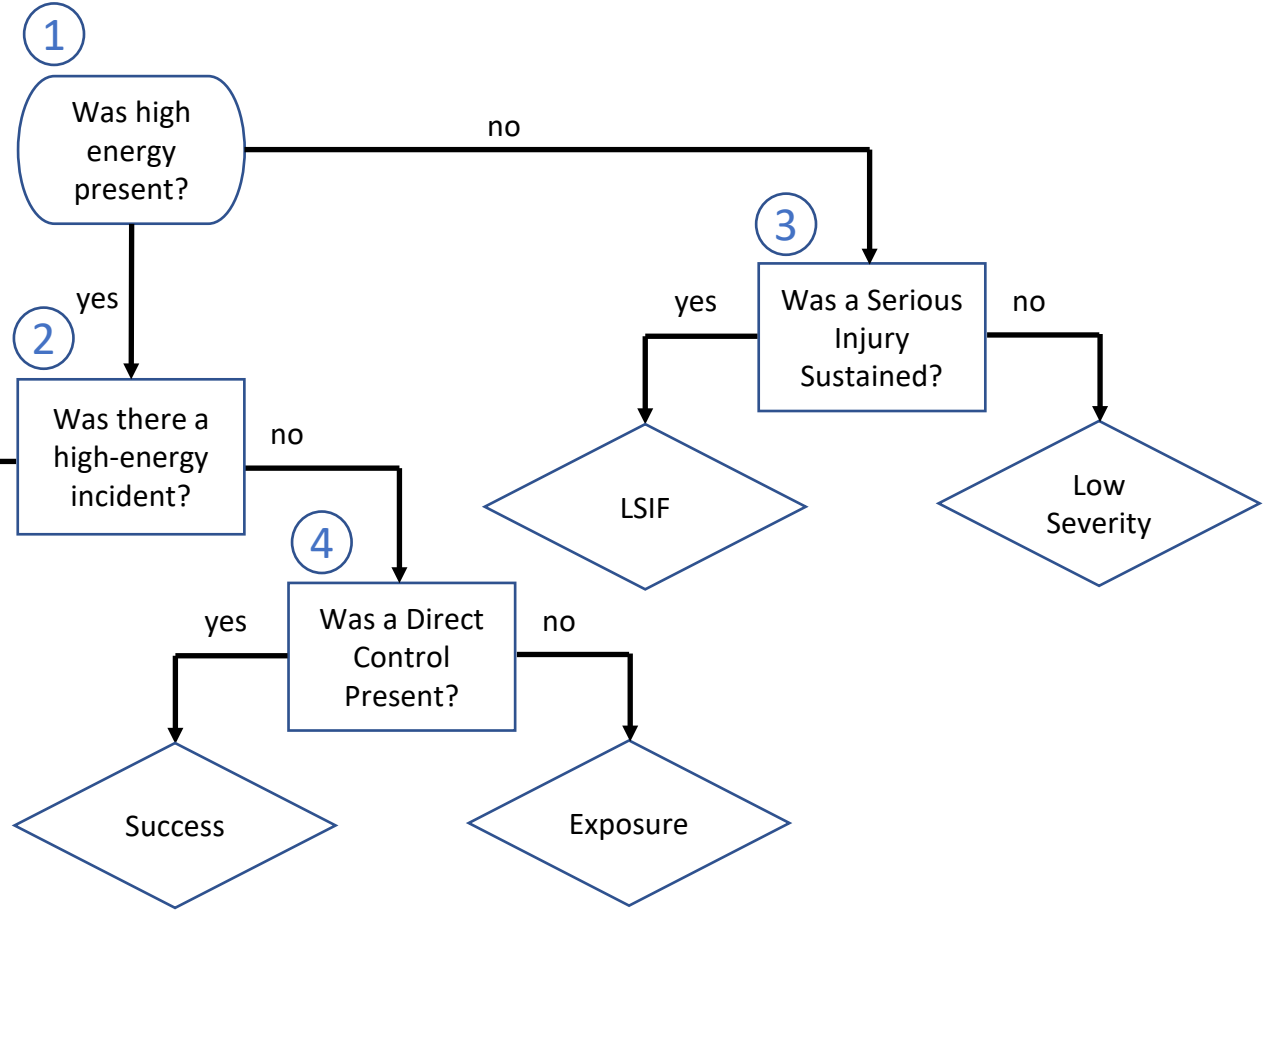 1
Was high
energy
present?
no
yes
3
Was a Serious
Injury
Sustained?
yes
no
2
Was there a
high-energy
incident?
no
LSIF
Low
Severity
4
Was a Direct
Control
Present?
yes
no
Success
Exposure